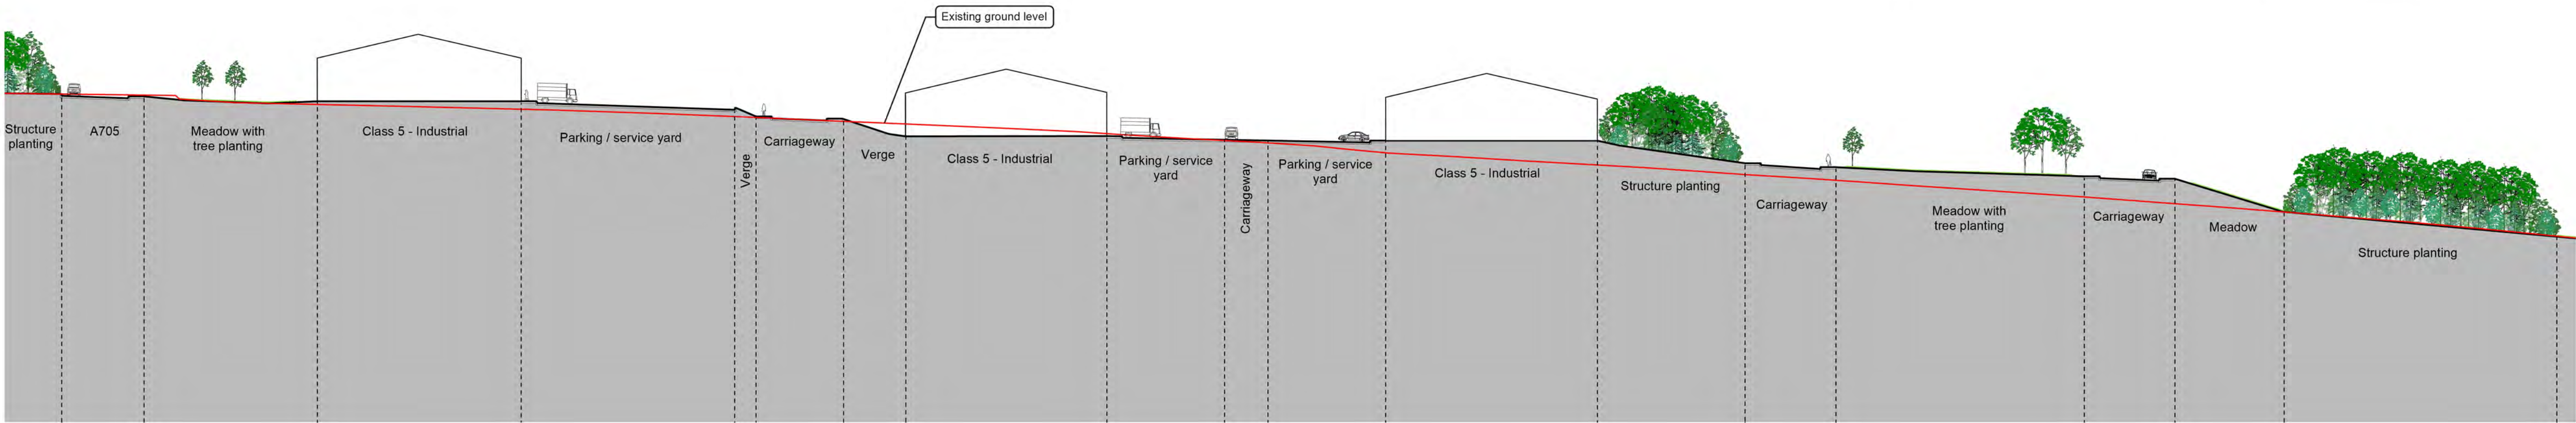 Existing ground level
Structure
planting
A705
Meadow with
tree planting
Class 5 - Industrial
Parking / service yard
Verge
Carriageway
Verge
Class 5 - Industrial
Parking / service
yard
Carriageway
Parking / service
yard
Class 5 - Industrial
Structure planting
Carriageway
Meadow with
tree planting
Carriageway
Meadow
Structure planting